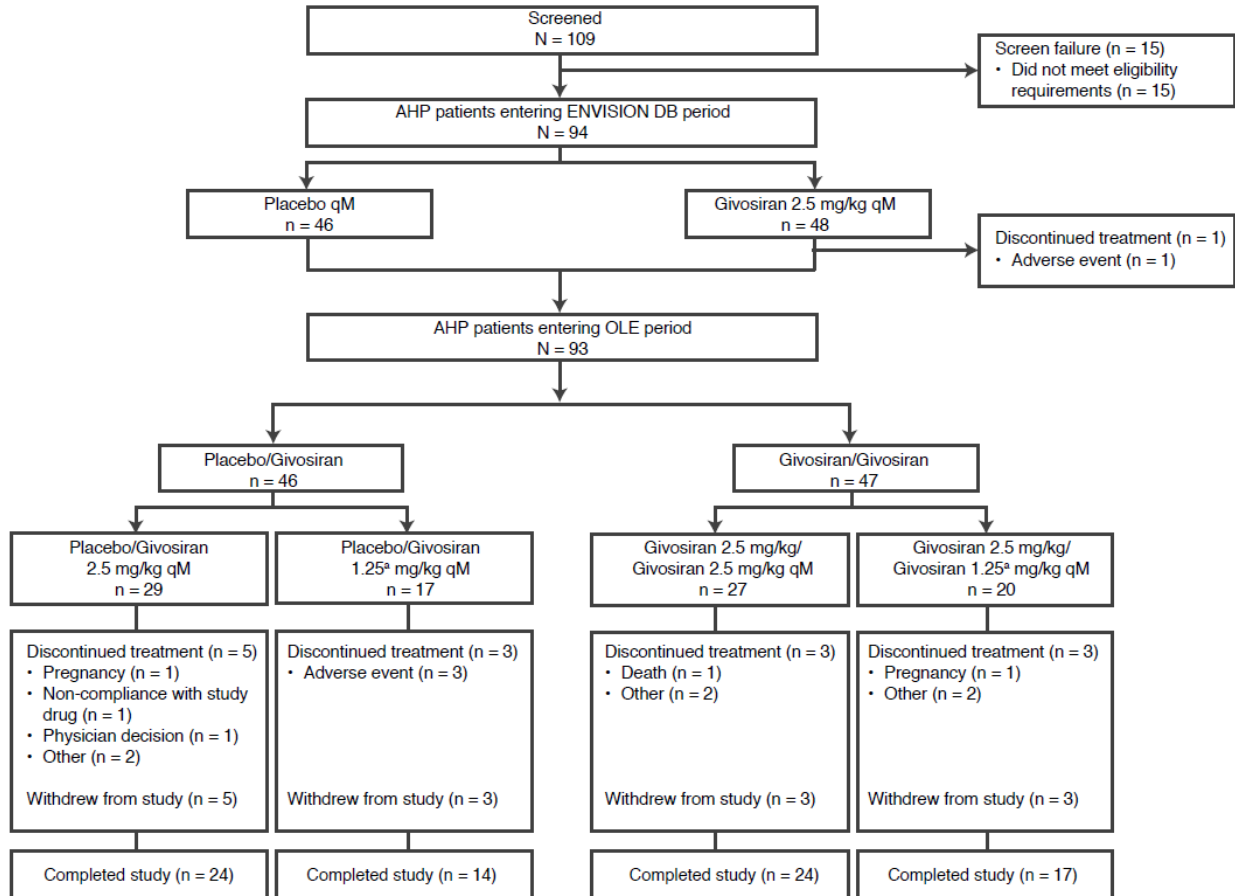 Screened
N = 109
Screen failure (n = 15)
• Did not meet eligibility
requirements (n = 15)
AHP patients entering ENVISION DB period
N = 94
Placebo qM
n = 46
Givosiran 2.5 mg/kg qM
n = 48
Discontinued treatment (n = 1)
• Adverse event (n = 1)
AHP patients entering OLE period
N = 93
Placebo/Givosiran
n = 46
Givosiran/Givosiran
n = 47
Placebo/Givosiran
2.5 mg/kg qM
n = 29
Placebo/Givosiran
1.25ª mg/kg qM
n = 17
Givosiran 2.5 mg/kg/
Givosiran 2.5 mg/kg qM
n = 27
Givosiran 2.5 mg/kg/
Givosiran 1.25ª mg/kg qM
n = 20
Discontinued treatment (n = 5)
• Pregnancy (n = 1)
• Non-compliance with study
drug (n = 1)
• Physician decision (n = 1)
• Other (n = 2)
Withdrew from study (n = 5)
Discontinued treatment (n = 3)
• Adverse event (n = 3)
Withdrew from study (n = 3)
Discontinued treatment (n = 3)
• Death (n = 1)
• Other (n = 2)
Withdrew from study (n = 3)
Discontinued treatment (n = 3)
• Pregnancy (n = 1)
• Other (n = 2)
Withdrew from study (n = 3)
Completed study (n = 24)
Completed study (n = 14)
Completed study (n = 24)
Completed study (n = 17)